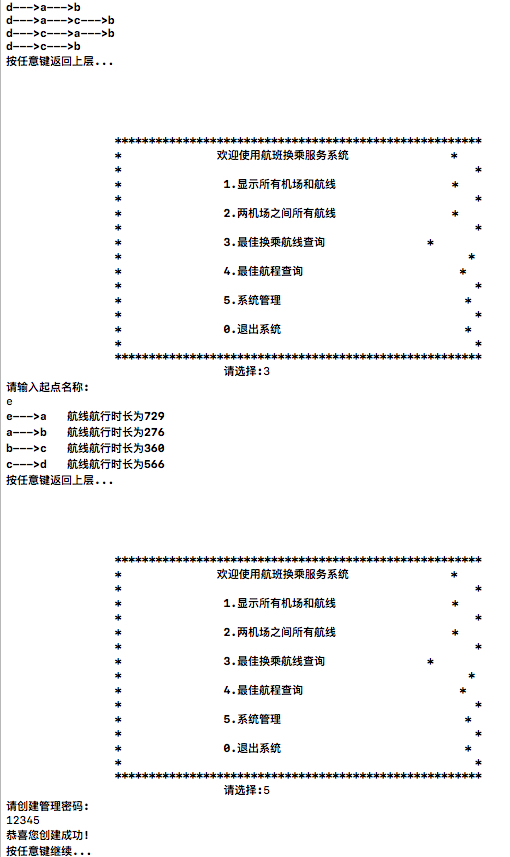 d--->a--->b
d--->a--->c--->b
d--->c--->a--->b
d--->c--->b
按任意键返回上层...
******************************************************
* 欢迎使用航班换乘服务系统 *
* *
* 1.显示所有机场和航线 *
* *
* 2.两机场之间所有航线 *
* *
* 3.最佳换乘航线查询 *
* *
* 4.最佳航程查询 *
* *
* 5.系统管理 *
* *
* 0.退出系统 *
* *
******************************************************
请选择:3
请输入起点名称:
e
e--->a 航线航行时长为729
a--->b 航线航行时长为276
b--->c 航线航行时长为360
c--->d 航线航行时长为566
按任意键返回上层...
******************************************************
* 欢迎使用航班换乘服务系统 *
* *
* 1.显示所有机场和航线 *
* *
* 2.两机场之间所有航线 *
* *
* 3.最佳换乘航线查询 *
* *
* 4.最佳航程查询 *
* *
* 5.系统管理 *
* *
* 0.退出系统 *
* *
******************************************************
请选择:5
请创建管理密码:
12345
恭喜您创建成功!
按任意键继续...